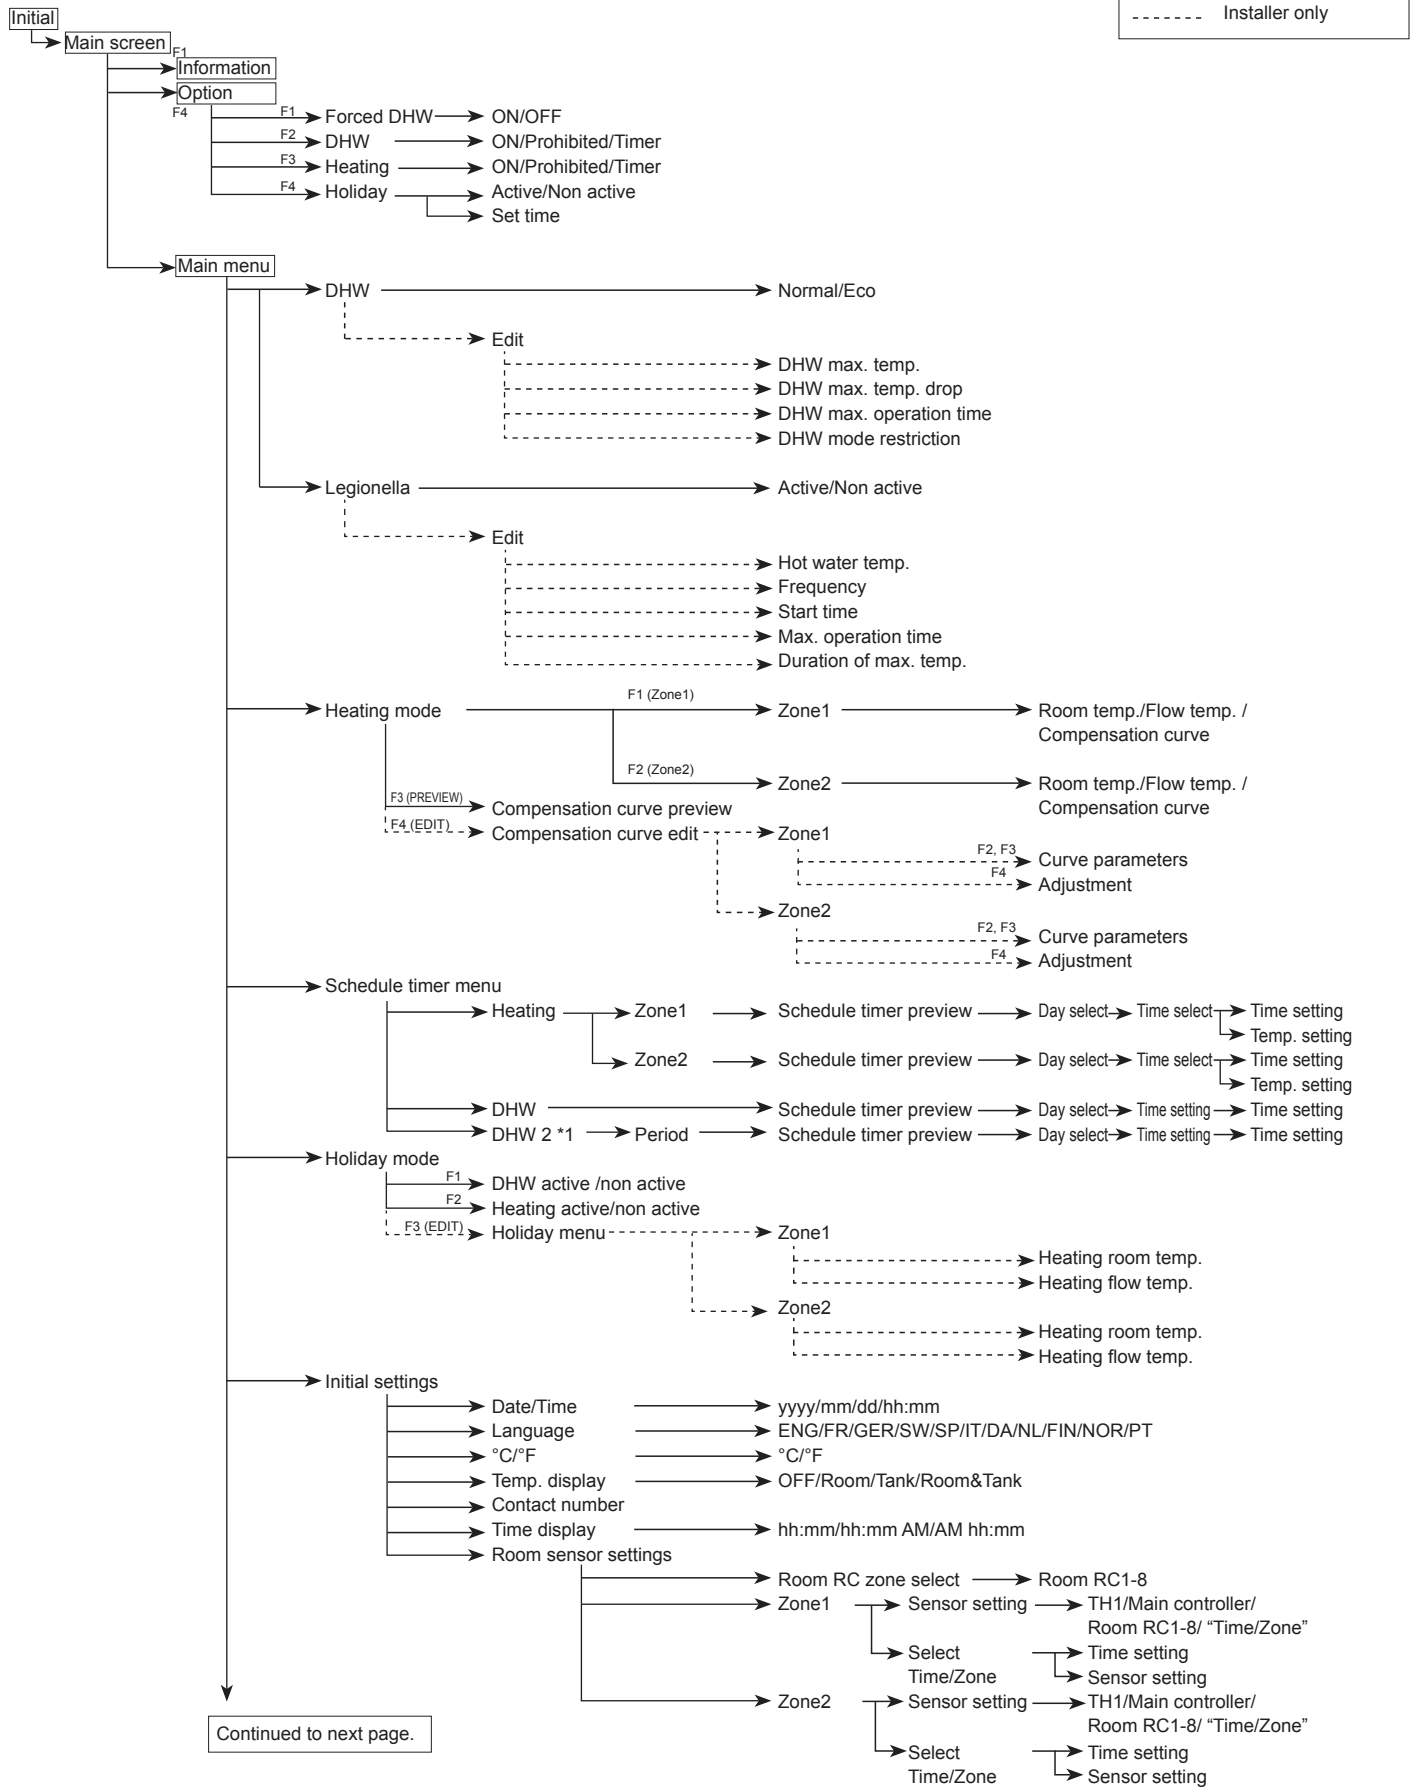 Installer only
Initial
Main screen
F1
Information
Option
F4
F1 Forced DHW ON/OFF
F2 DHW ON/Prohibited/Timer
F3 Heating ON/Prohibited/Timer
F4 Holiday Active/Non active
Set time
Main menu
DHW Normal/Eco
Edit
DHW max. temp.
DHW max. temp. drop
DHW max. operation time
DHW mode restriction
Legionella Active/Non active
Edit
Hot water temp.
Frequency
Start time
Max. operation time
Duration of max. temp.
F1 (Zone1)
Heating mode Zone1 Room temp./Flow temp. /
Compensation curve
F2 (Zone2)
Zone2 Room temp./Flow temp. /
Compensation curve
F3 (PREVIEW) Compensation curve preview
F4 (EDIT) Compensation curve edit Zone1
F2, F3 Curve parameters
F4 Adjustment
Zone2
F2, F3 Curve parameters
F4 Adjustment
Schedule timer menu
Heating Zone1 Schedule timer preview Day select Time select Time setting
Temp. setting
Zone2 Schedule timer preview Day select Time select Time setting
Temp. setting
DHW Schedule timer preview Day select Time setting Time setting
DHW 2 *1 Period Schedule timer preview Day select Time setting Time setting
Holiday mode
F1 DHW active /non active
F2 Heating active/non active
F3 (EDIT) Holiday menu Zone1
Heating room temp.
Heating flow temp.
Zone2
Heating room temp.
Heating flow temp.
Initial settings
Date/Time yyyy/mm/dd/hh:mm
Language ENG/FR/GER/SW/SP/IT/DA/NL/FIN/NOR/PT
°C/°F °C/°F
Temp. display OFF/Room/Tank/Room&Tank
Contact number
Time display hh:mm/hh:mm AM/AM hh:mm
Room sensor settings
Room RC zone select Room RC1-8
Zone1 Sensor setting TH1/Main controller/
Room RC1-8/ “Time/Zone”
Select Time setting
Time/Zone Sensor setting
Zone2 Sensor setting TH1/Main controller/
Room RC1-8/ “Time/Zone”
Continued to next page.
Select Time setting
Time/Zone Sensor setting